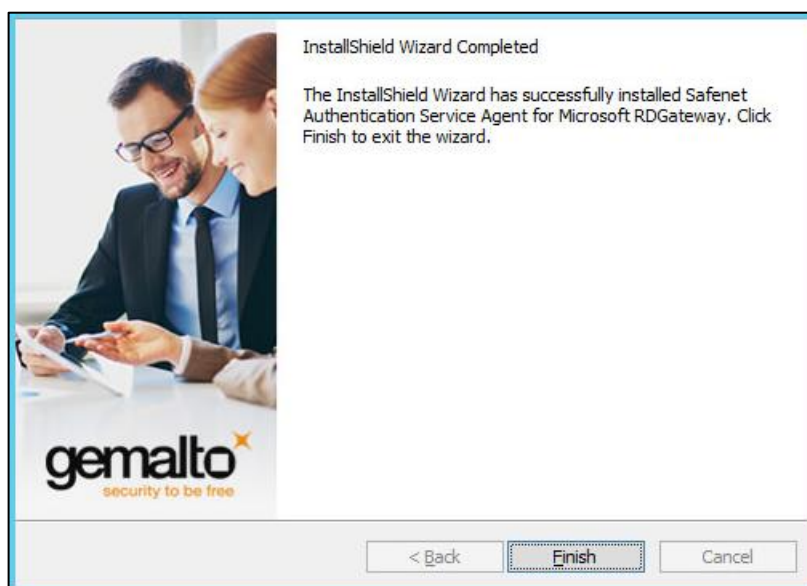 InstallShield Wizard Completed
The InstallShield Wizard has successfully installed Safenet
Authentication Service Agent for Microsoft RDGateway. Click
Finish to exit the wizard.
gemalto
security to be free
< Back
Finish
Cancel